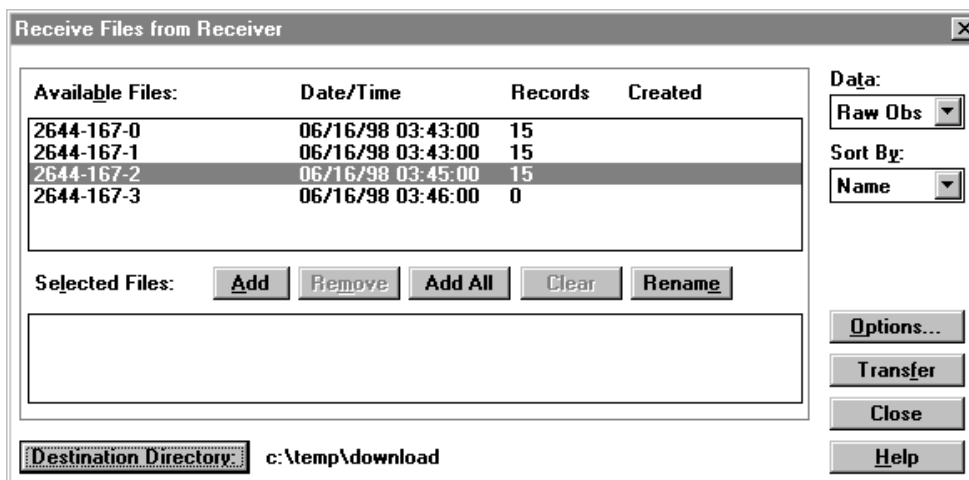 Receive Files from Receiver
Available Files: Date/Time Records Created
2644-167-0 06/16/98 03:43:00 15
2644-167-1 06/16/98 03:43:00 15
2644-167-2 06/16/98 03:45:00 15
2644-167-3 06/16/98 03:46:00 0
Selected Files: Add Remove Add All Clear Rename
Destination Directory: c:\temp\download
Data:
Raw Obs
Sort By:
Name
Options...
Transfer
Close
Help